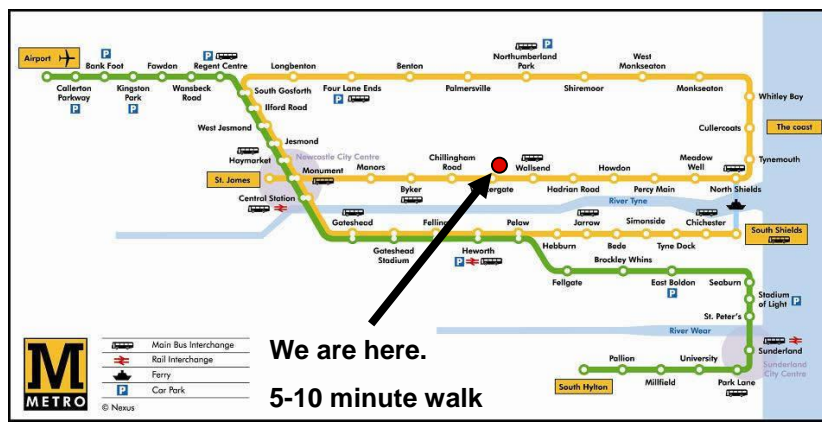 Airport
P
Bank Foot
Fawdon
P
Regent Centre
Callerton
Parkway
P
Kingston
Park
P
Wansbeck
Road
Longbenton
Four Lane Ends
P
Benton
Palmersville
P
Northumberland
Park
Shiremoor
West
Monkseaton
Monkseaton
South Gosforth
Ilford Road
West Jesmond
Jesmond
Haymarket
Newcastle City Centre
Whitley Bay
Cullercoats
The coast
Tynemouth
St. James
Monument
Manors
Byker
Chillingham
Road
Wallsend
Hadrian Road
Howdon
Percy Main
Meadow
Well
North Shields
Central Station
River Tyne
Gateshead
Gateshead
Stadium
Felling
Heworth
P
Pelaw
Hebburn
Jarrow
Bede
Simonside
Tyne Dock
Chichester
South Shields
Fellgate
Brockley Whins
East Boldon
P
Seaburn
Stadium
of Light
P
St. Peter's
River Wear
Sunderland
Sunderland
City Centre
South Hylton
Pallion
Millfield
University
Park Lane
M
METRO
Main Bus Interchange
Rail Interchange
Ferry
P
Car Park
© Nexus
We are here.
5-10 minute walk